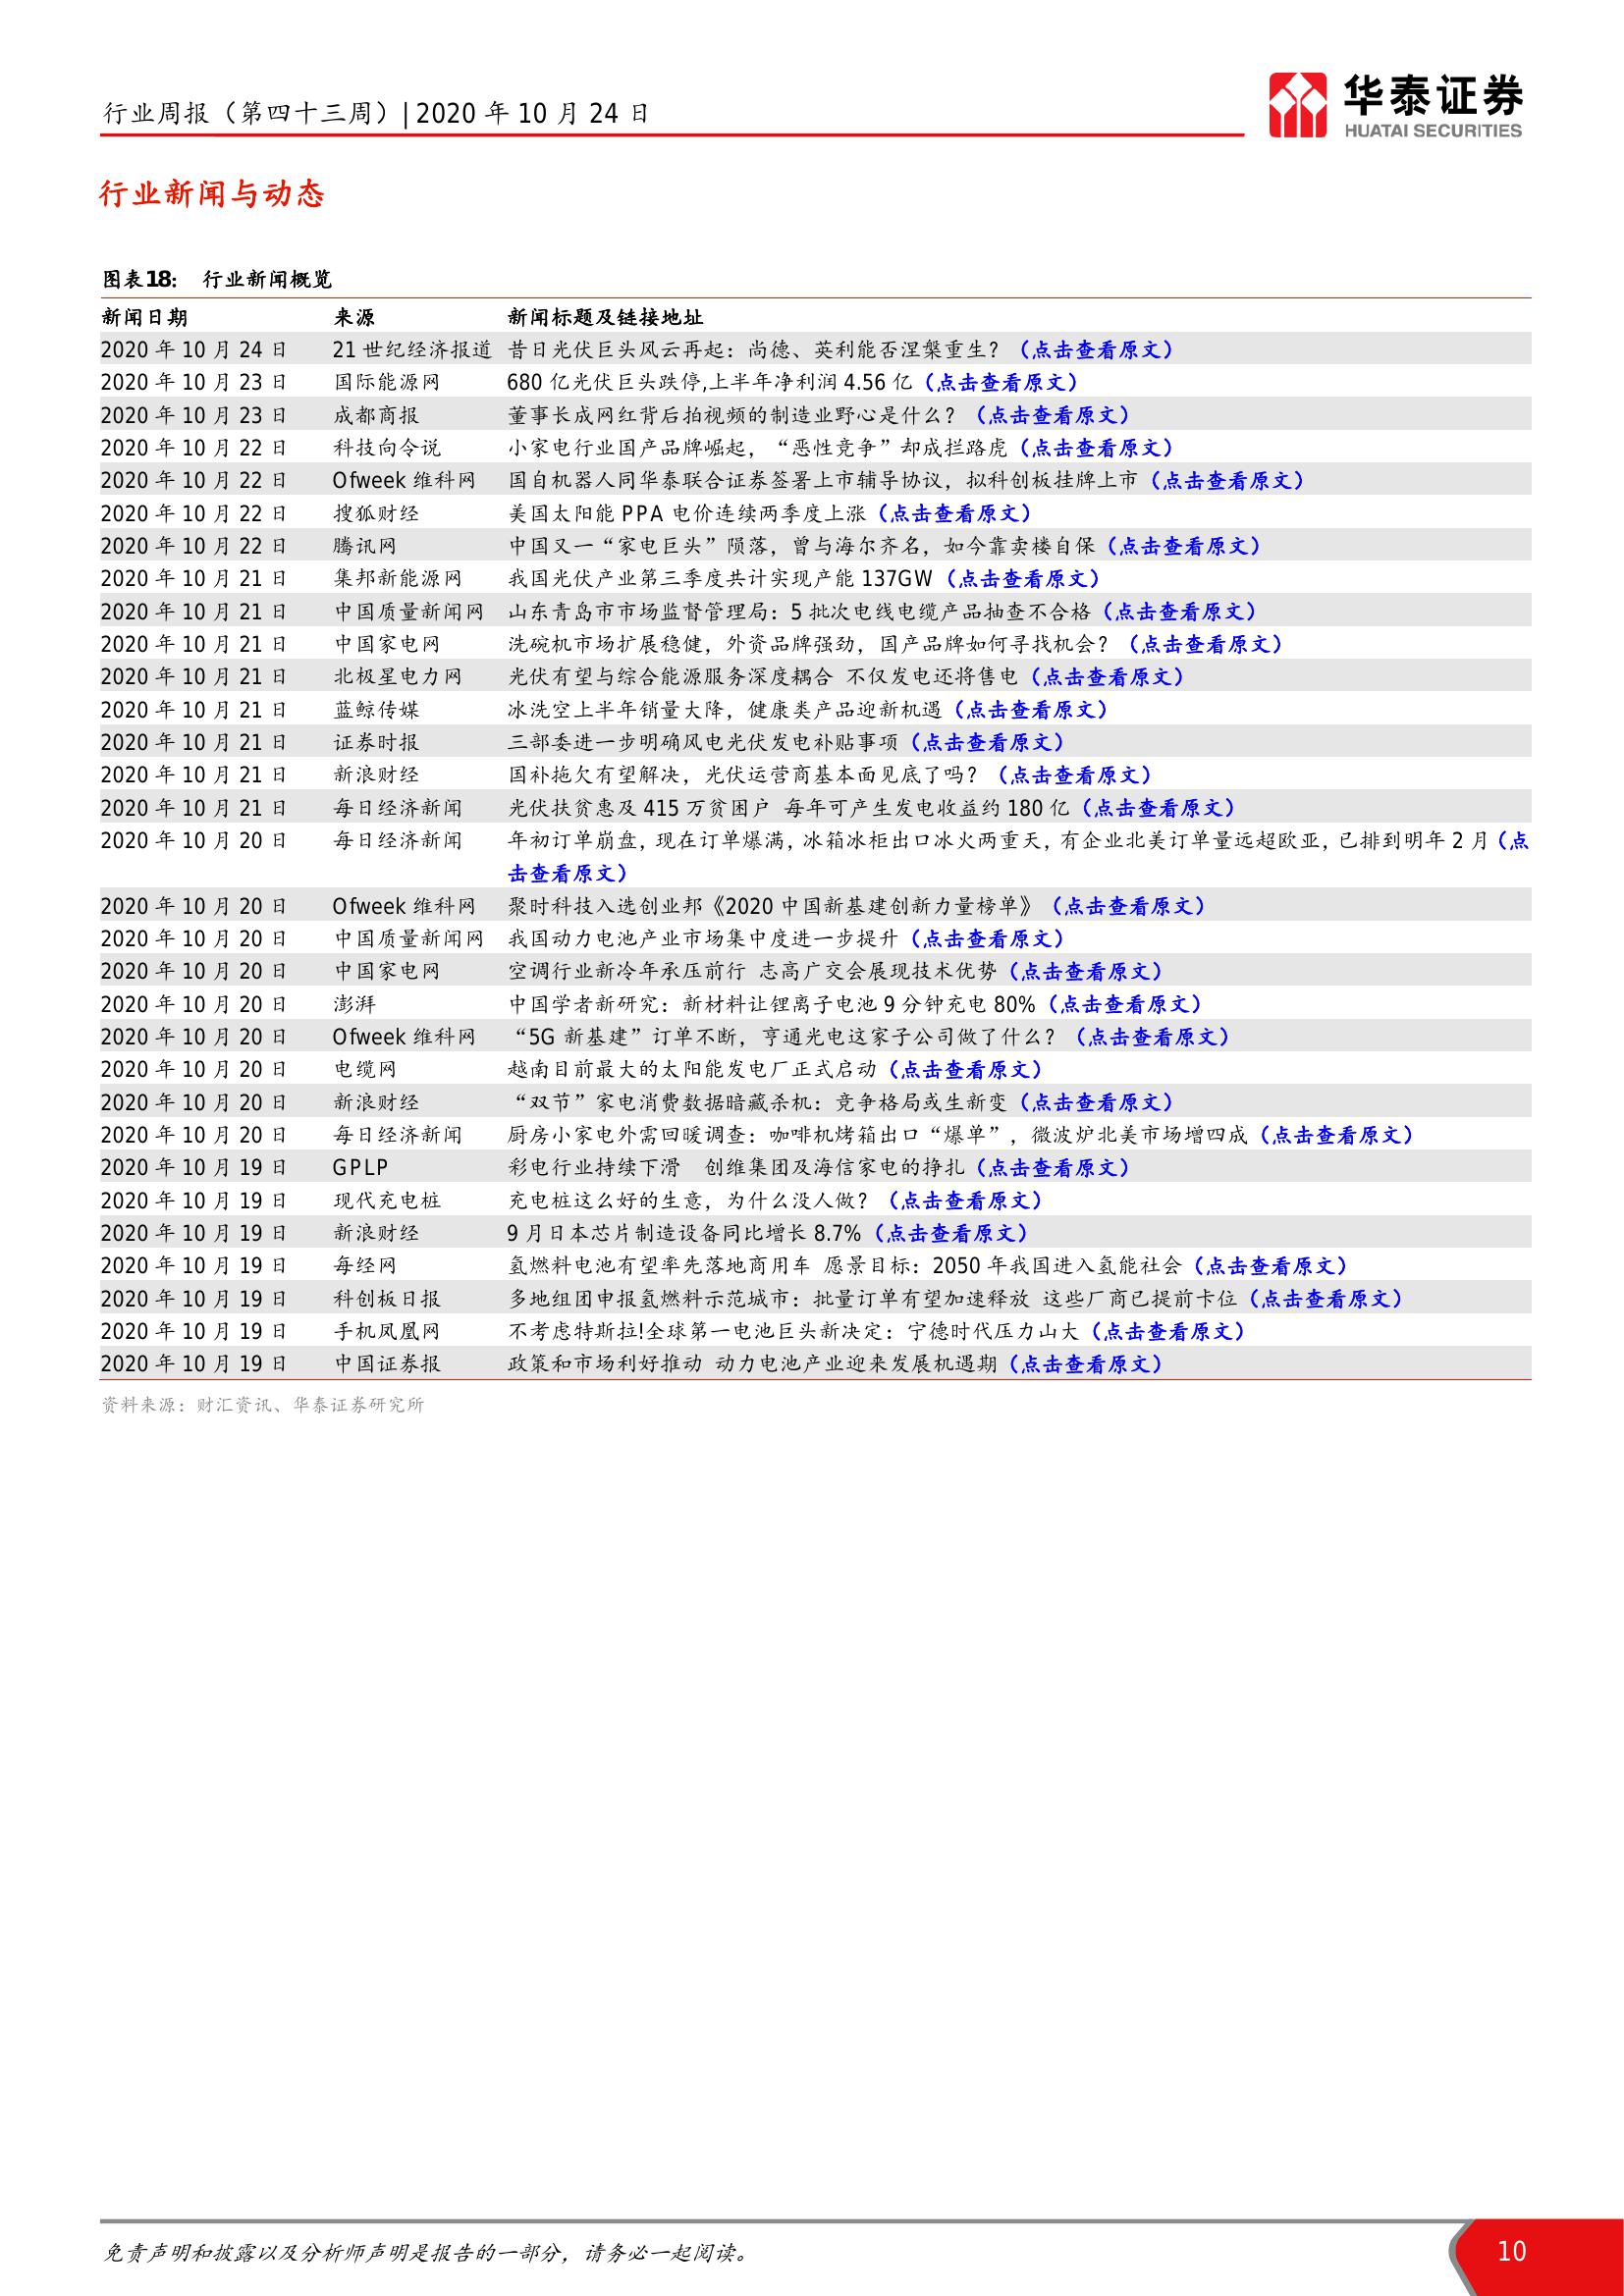 行业周报（第四十三周）| 2020 年 10 月 24 日
华泰证券
HUATAI SECURITIES
行业新闻与动态
图表18： 行业新闻概览
新闻日期 来源 新闻标题及链接地址
2020 年 10 月 24 日 21 世纪经济报道 昔日光伏巨头风云再起：尚德、英利能否涅槃重生？（点击查看原文）
2020 年 10 月 23 日 国际能源网 680 亿光伏巨头跌停,上半年净利润 4.56 亿（点击查看原文）
2020 年 10 月 23 日 成都商报 董事长成网红背后拍视频的制造业野心是什么？（点击查看原文）
2020 年 10 月 22 日 科技向令说 小家电行业国产品牌崛起，“恶性竞争”却成拦路虎（点击查看原文）
2020 年 10 月 22 日 Ofweek 维科网 国自机器人同华泰联合证券签署上市辅导协议，拟科创板挂牌上市（点击查看原文）
2020 年 10 月 22 日 搜狐财经 美国太阳能 PPA 电价连续两季度上涨（点击查看原文）
2020 年 10 月 22 日 腾讯网 中国又一“家电巨头”陨落，曾与海尔齐名，如今靠卖楼自保（点击查看原文）
2020 年 10 月 21 日 集邦新能源网 我国光伏产业第三季度共计实现产能 137GW（点击查看原文）
2020 年 10 月 21 日 中国质量新闻网 山东青岛市市场监督管理局：5 批次电线电缆产品抽查不合格（点击查看原文）
2020 年 10 月 21 日 中国家电网 洗碗机市场扩展稳健，外资品牌强劲，国产品牌如何寻找机会？（点击查看原文）
2020 年 10 月 21 日 北极星电力网 光伏有望与综合能源服务深度耦合 不仅发电还将售电（点击查看原文）
2020 年 10 月 21 日 蓝鲸传媒 冰洗空上半年销量大降，健康类产品迎新机遇（点击查看原文）
2020 年 10 月 21 日 证券时报 三部委进一步明确风电光伏发电补贴事项（点击查看原文）
2020 年 10 月 21 日 新浪财经 国补拖欠有望解决，光伏运营商基本面见底了吗？（点击查看原文）
2020 年 10 月 21 日 每日经济新闻 光伏扶贫惠及 415 万贫困户 每年可产生发电收益约 180 亿（点击查看原文）
2020 年 10 月 20 日 每日经济新闻 年初订单崩盘，现在订单爆满，冰箱冰柜出口冰火两重天，有企业北美订单量远超欧亚，已排到明年 2 月（点
击查看原文）
2020 年 10 月 20 日 Ofweek 维科网 聚时科技入选创业邦《2020 中国新基建创新力量榜单》（点击查看原文）
2020 年 10 月 20 日 中国质量新闻网 我国动力电池产业市场集中度进一步提升（点击查看原文）
2020 年 10 月 20 日 中国家电网 空调行业新冷年承压前行 志高广交会展现技术优势（点击查看原文）
2020 年 10 月 20 日 澎湃 中国学者新研究：新材料让锂离子电池 9 分钟充电 80%（点击查看原文）
2020 年 10 月 20 日 Ofweek 维科网 “5G 新基建”订单不断，亨通光电这家子公司做了什么？（点击查看原文）
2020 年 10 月 20 日 电缆网 越南目前最大的太阳能发电厂正式启动（点击查看原文）
2020 年 10 月 20 日 新浪财经 “双节”家电消费数据暗藏杀机：竞争格局或生新变（点击查看原文）
2020 年 10 月 20 日 每日经济新闻 厨房小家电外需回暖调查：咖啡机烤箱出口“爆单”，微波炉北美市场增四成（点击查看原文）
2020 年 10 月 19 日 GPLP 彩电行业持续下滑 创维集团及海信家电的挣扎（点击查看原文）
2020 年 10 月 19 日 现代充电桩 充电桩这么好的生意，为什么没人做？（点击查看原文）
2020 年 10 月 19 日 新浪财经 9 月日本芯片制造设备同比增长 8.7%（点击查看原文）
2020 年 10 月 19 日 每经网 氢燃料电池有望率先落地商用车 愿景目标：2050 年我国进入氢能社会（点击查看原文）
2020 年 10 月 19 日 科创板日报 多地组团申报氢燃料示范城市：批量订单有望加速释放 这些厂商已提前卡位（点击查看原文）
2020 年 10 月 19 日 手机凤凰网 不考虑特斯拉!全球第一电池巨头新决定：宁德时代压力山大（点击查看原文）
2020 年 10 月 19 日 中国证券报 政策和市场利好推动 动力电池产业迎来发展机遇期（点击查看原文）
资料来源：财汇资讯、华泰证券研究所
免责声明和披露以及分析师声明是报告的一部分，请务必一起阅读。
10